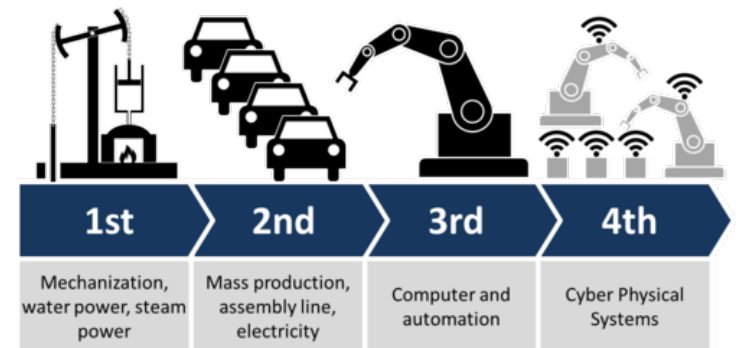 1st
2nd
3rd
4th
Mechanization,
water power, steam
power
Mass production,
assembly line,
electricity
Computer and
automation
Cyber Physical
Systems